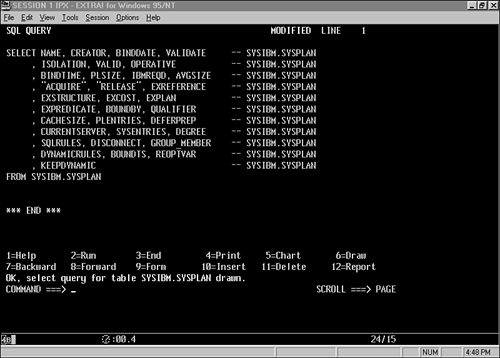 SESSION 1 IPX - EXTRA! for Windows 95/NT
File Edit View Tools Session Options Help
SQL QUERY MODIFIED LINE 1
SELECT NAME, CREATOR, BINDDATE, VALIDATE -- SYSIBM.SYSPLAN
, ISOLATION, VALID, OPERATIVE -- SYSIBM.SYSPLAN
, BINDTIME, PLSIZE, IBMREQD, AVGSIZE -- SYSIBM.SYSPLAN
, "ACQUIRE", "RELEASE", EXREFERENCE -- SYSIBM.SYSPLAN
, EXSTRUCTURE, EXCOST, EXPLAN -- SYSIBM.SYSPLAN
, EXPREDICATE, BOUNDBY, QUALIFIER -- SYSIBM.SYSPLAN
, CACHESIZE, PLENTRIES, DEFERPREP -- SYSIBM.SYSPLAN
, CURRENTSERVER, SYSENTRIES, DEGREE -- SYSIBM.SYSPLAN
, SQLRULES, DISCONNECT, GROUP_MEMBER -- SYSIBM.SYSPLAN
, DYNAMICRULES, BOUNDTS, REOPTVAR -- SYSIBM.SYSPLAN
, KEEPDYNAMIC -- SYSIBM.SYSPLAN
FROM SYSIBM.SYSPLAN
*** END ***
1=Help 2=Run 3=End 4=Print 5=Chart 6=Draw
7=Backward 8=Forward 9=Form 10=Insert 11=Delete 12=Report
OK, select query for table SYSIBM.SYSPLAN drawn.
COMMAND ===> _ SCROLL ===> PAGE
:00.4 24/15
NUM 4:48 PM